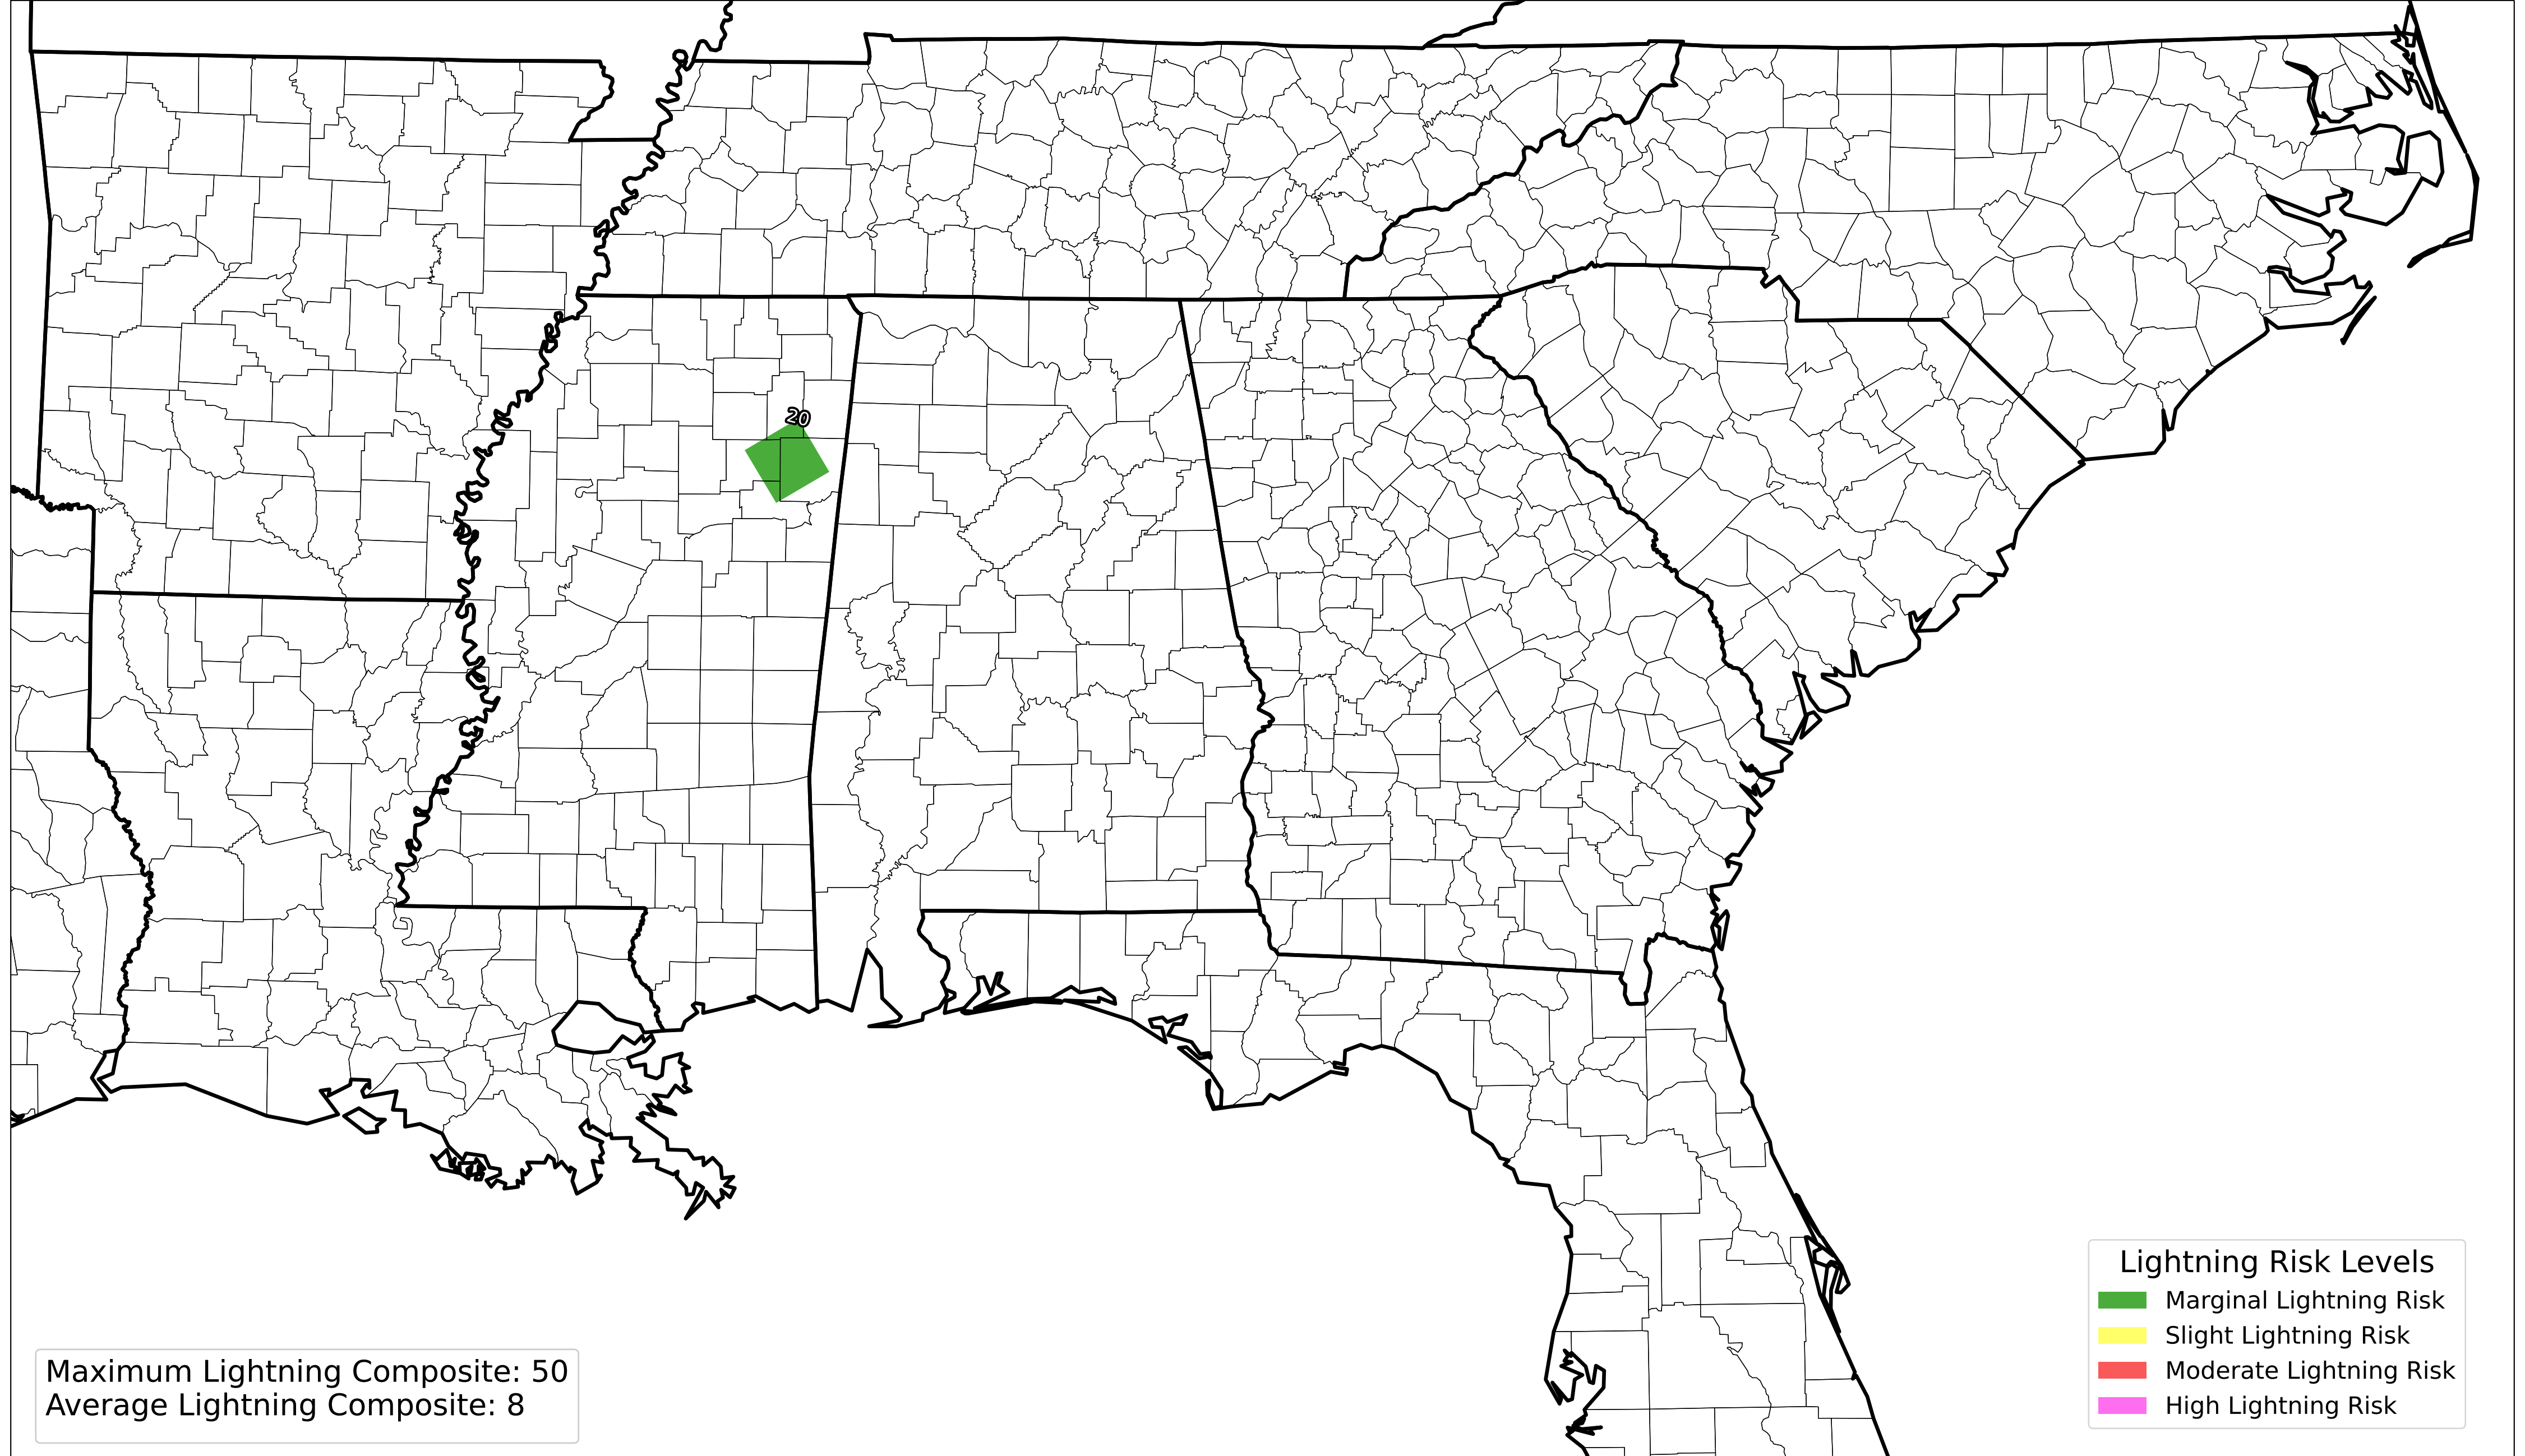 20
Maximum Lightning Composite: 50
Average Lightning Composite: 8
Lightning Risk Levels
Marginal Lightning Risk
Slight Lightning Risk
Moderate Lightning Risk
High Lightning Risk